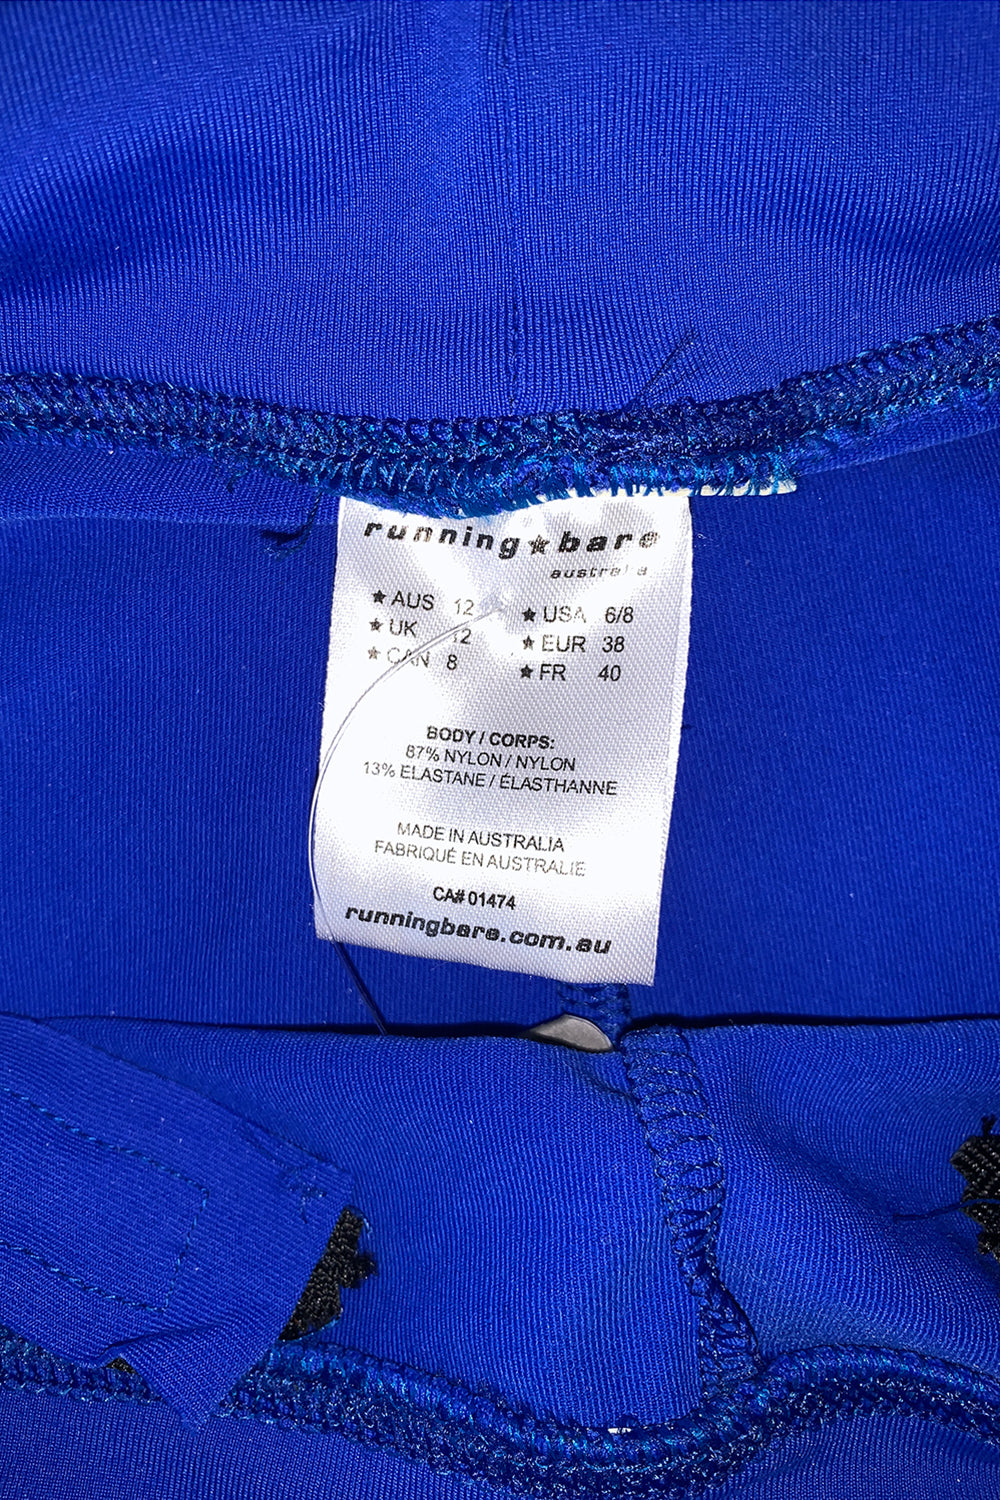 running★bare
australia
★ AUS 12 ★ USA 6/8
★ UK 12 ★ EUR 38
★ CAN 8 ★ FR 40
BODY / CORPS:
87% NYLON / NYLON
13% ELASTANE / ÉLASTHANNE
MADE IN AUSTRALIA
FABRIQUÉ EN AUSTRALIE
CA# 01474
runningbare.com.au